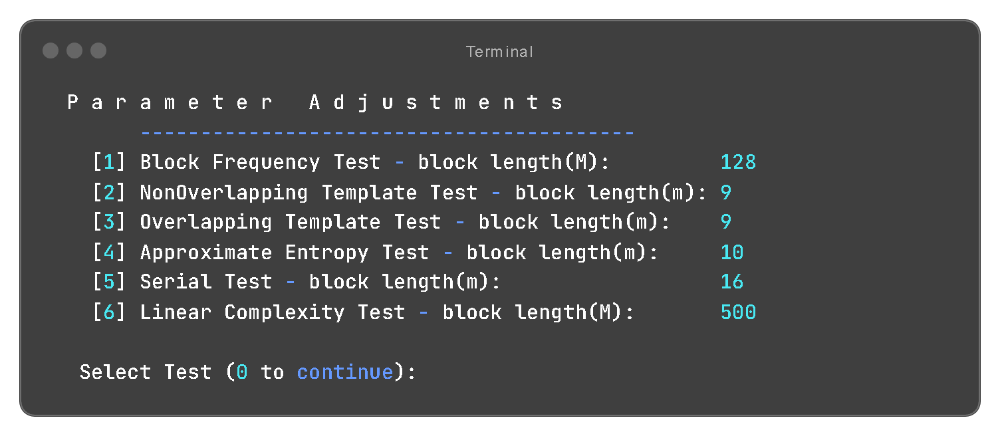 Terminal
P a r a m e t e r   A d j u s t m e n t s
-----------------------------------------
[1] Block Frequency Test - block length(M):         128
[2] NonOverlapping Template Test - block length(m): 9
[3] Overlapping Template Test - block length(m):    9
[4] Approximate Entropy Test - block length(m):     10
[5] Serial Test - block length(m):                  16
[6] Linear Complexity Test - block length(M):       500
Select Test (0 to continue):